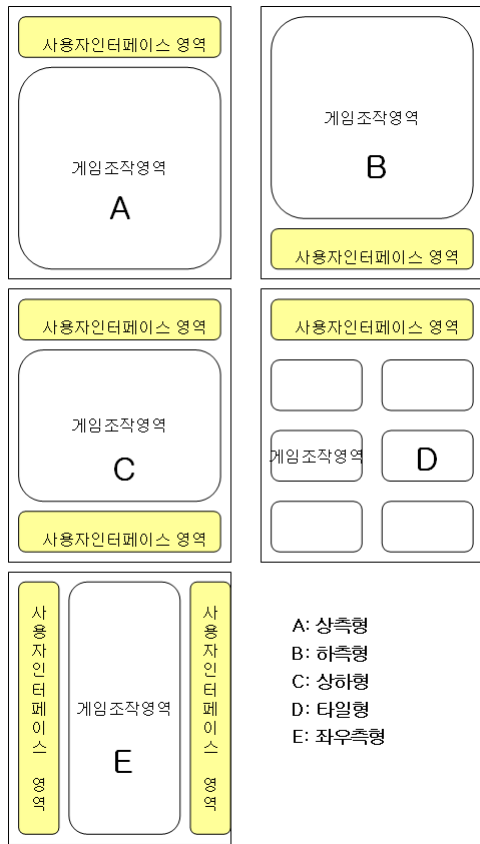 사용자인터페이스 영역
게임조작영역
A
게임조작영역
B
사용자인터페이스 영역
사용자인터페이스 영역
게임조작영역
C
사용자인터페이스 영역
사용자인터페이스 영역
게임조작영역
D
사용자인터페이스 영역
게임조작영역
E
사용자인터페이스 영역
A: 상측형
B: 하측형
C: 상하형
D: 타일형
E: 좌우측형